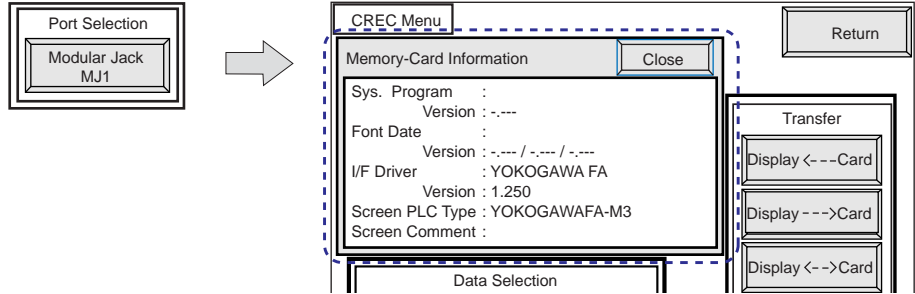 Port Selection
Modular Jack
MJ1
CREC Menu
Return
Memory-Card Information
Close
Sys. Program :
Version : -.---
Font Date :
Version : -.--- / -.--- / -.---
I/F Driver : YOKOGAWA FA
Version : 1.250
Screen PLC Type : YOKOGAWAFA-M3
Screen Comment :
Transfer
Display <---Card
Display --->Card
Display <-->Card
Data Selection